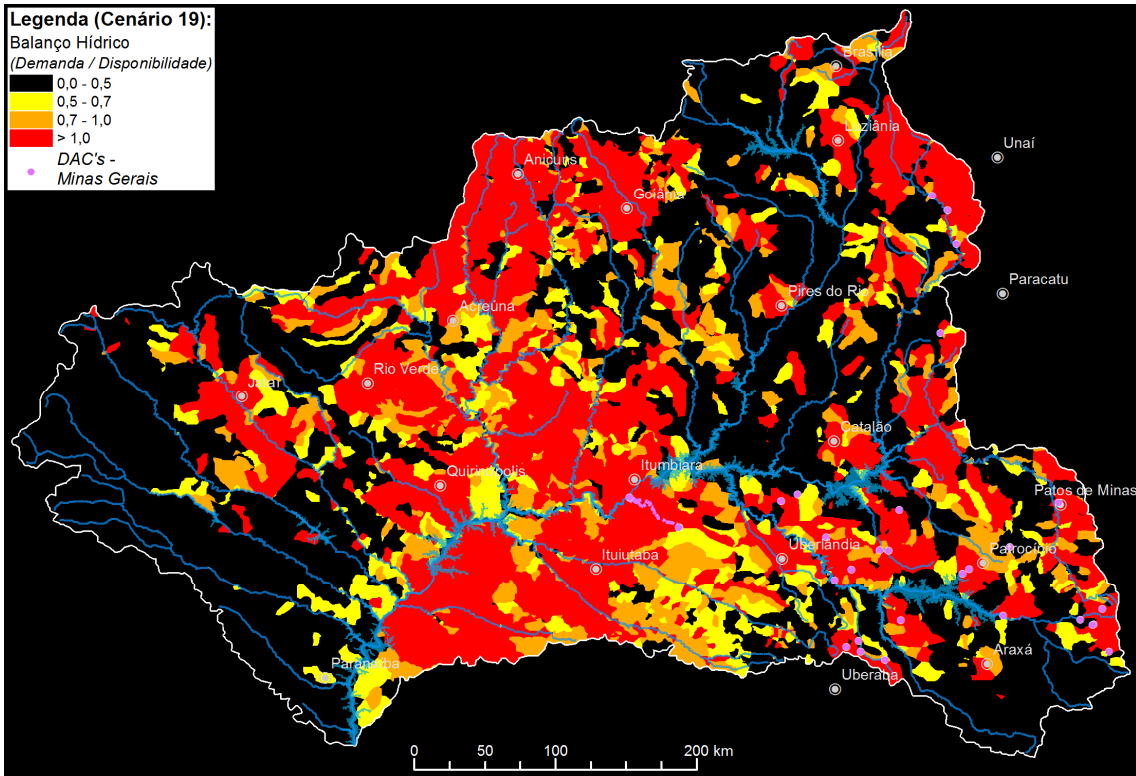 Legenda (Cenário 19):
Balanço Hídrico
(Demanda / Disponibilidade)
0,0 - 0,5
0,5 - 0,7
0,7 - 1,0
> 1,0
DAC's -
Minas Gerais
Brasília
Luziânia
Unaí
Anicuns
Goiânia
Paracatu
Pires do Rio
Acreúna
Rio Verde
Jataí
Catalão
Itumbiara
Quirinópolis
Patos de Minas
Uberlândia
Patrocínio
Ituiutaba
Paranaíba
Araxá
Uberaba
0 50 100 200 km